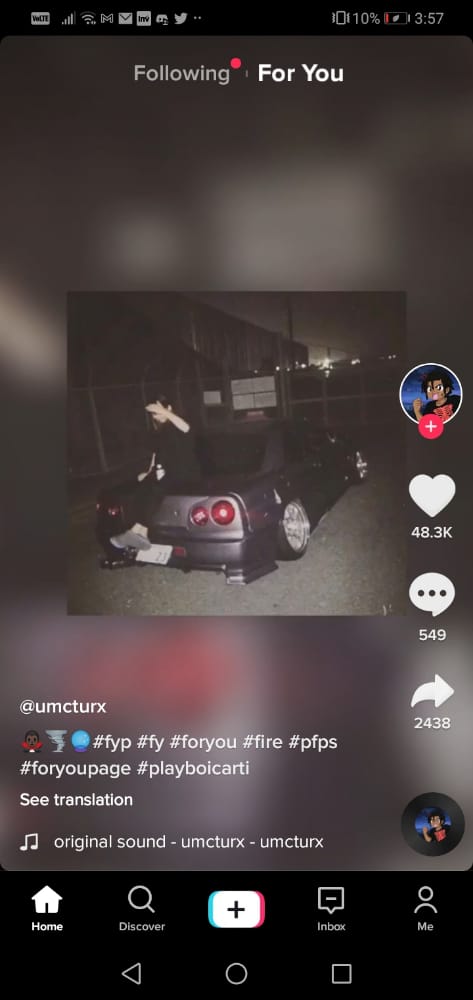 VoLTE 10% 3:57
Following For You
48.3K
549
@umcturx
2438
#fyp #fy #foryou #fire #pfps
#foryoupage #playboicarti
See translation
original sound - umcturx - umcturx
Home Discover Inbox Me